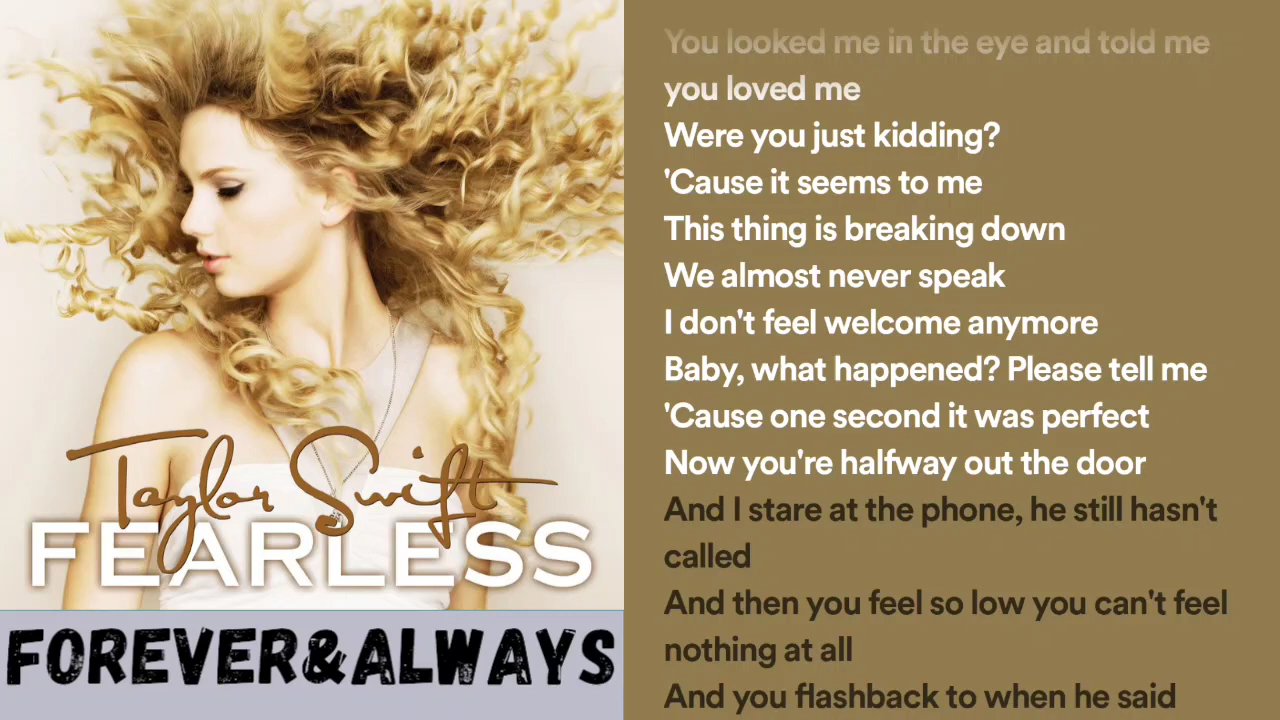 Taylor Swift
FEARLESS
FOREVER&ALWAYS
You looked me in the eye and told me
you loved me
Were you just kidding?
'Cause it seems to me
This thing is breaking down
We almost never speak
I don't feel welcome anymore
Baby, what happened? Please tell me
'Cause one second it was perfect
Now you're halfway out the door
And I stare at the phone, he still hasn't
called
And then you feel so low you can't feel
nothing at all
And you flashback to when he said